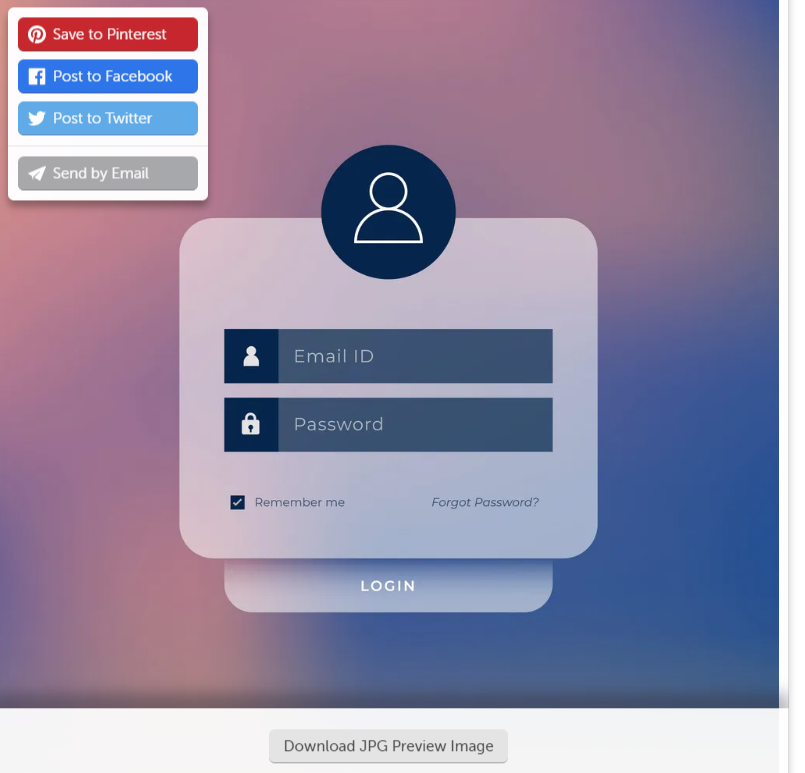 Save to Pinterest
Post to Facebook
Post to Twitter
Send by Email
Email ID
Password
Remember me Forgot Password?
LOGIN
Download JPG Preview Image